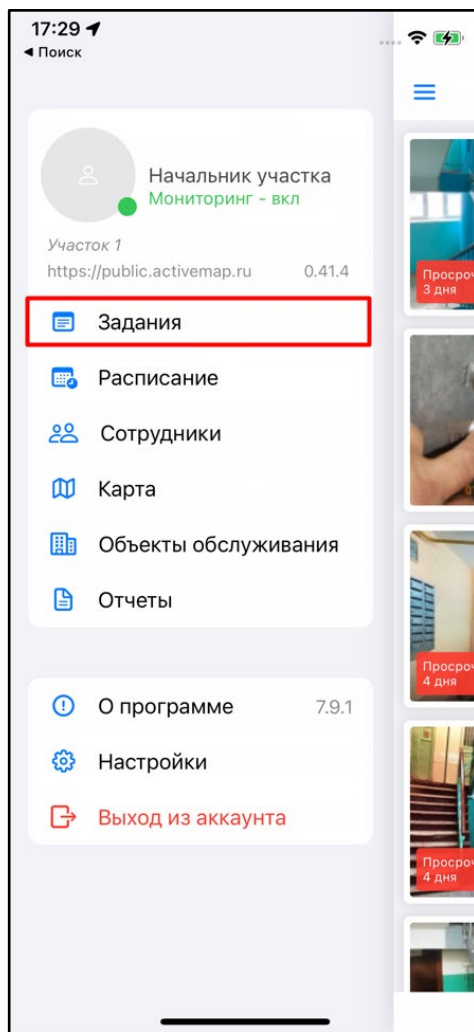 17:29
◀ Поиск
Начальник участка
Мониторинг - вкл
Участок 1
https://public.activemap.ru 0.41.4
Задания
Расписание
Сотрудники
Карта
Объекты обслуживания
Отчеты
О программе 7.9.1
Настройки
Выход из аккаунта
Просроч
3 дня
Просроч
4 дня
Просроч
4 дня